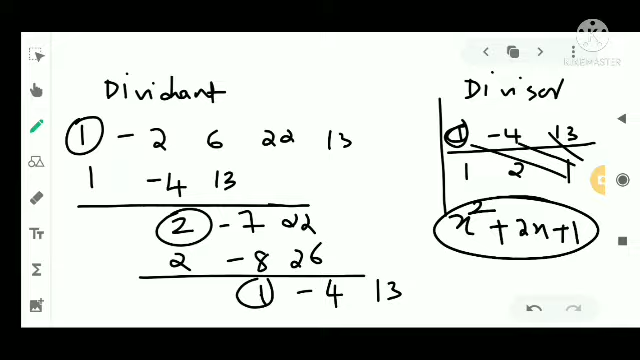 Dividant
1 - 2 6 22 13
1 -4 13
2 -7 22
2 -8 26
1 -4 13
Divisor
1 -4 13
1 2 1
x² + 2x + 1
KINEMASTER
Tт
Σ